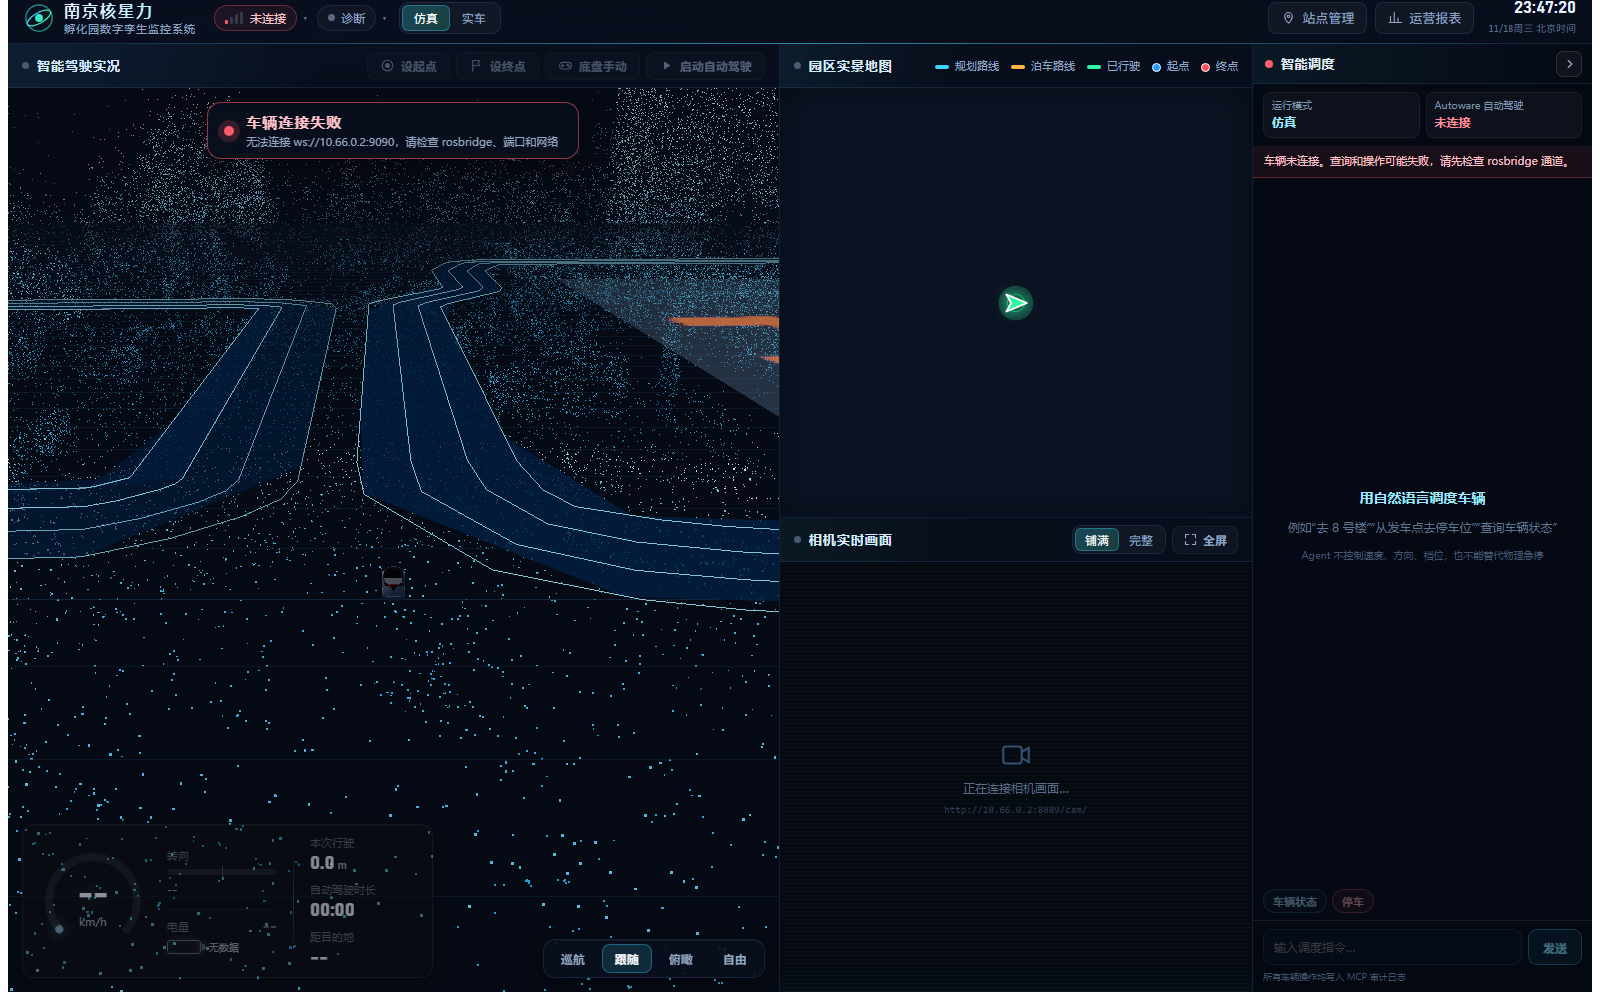 南京核星力
孵化园数字孪生监控系统
未连接
诊断
仿真
实车
站点管理
运营报表
23:47:20
11/18周三 北京时间
智能驾驶实况
设起点
设终点
底盘手动
启动自动驾驶
车辆连接失败
无法连接 ws://10.66.0.2:9090，请检查 rosbridge、端口和网络
转向
--
电量
--
无数据
--
km/h
本次行驶
0.0 m
自动驾驶时长
00:00
距目的地
--
巡航
跟随
俯瞰
自由
园区实景地图
规划路线
泊车路线
已行驶
起点
终点
相机实时画面
铺满
完整
全屏
正在连接相机画面...
http://10.66.0.2:8889/cam/
智能调度
运行模式
仿真
Autoware 自动驾驶
未连接
车辆未连接。查询和操作可能失败，请先检查 rosbridge 通道。
用自然语言调度车辆
例如“去 8 号楼”“从发车点去停车位”“查询车辆状态”
Agent 不控制速度、方向、档位，也不能替代物理急停
车辆状态
停车
输入调度指令...
发送
所有车辆操作均写入 MCP 审计日志